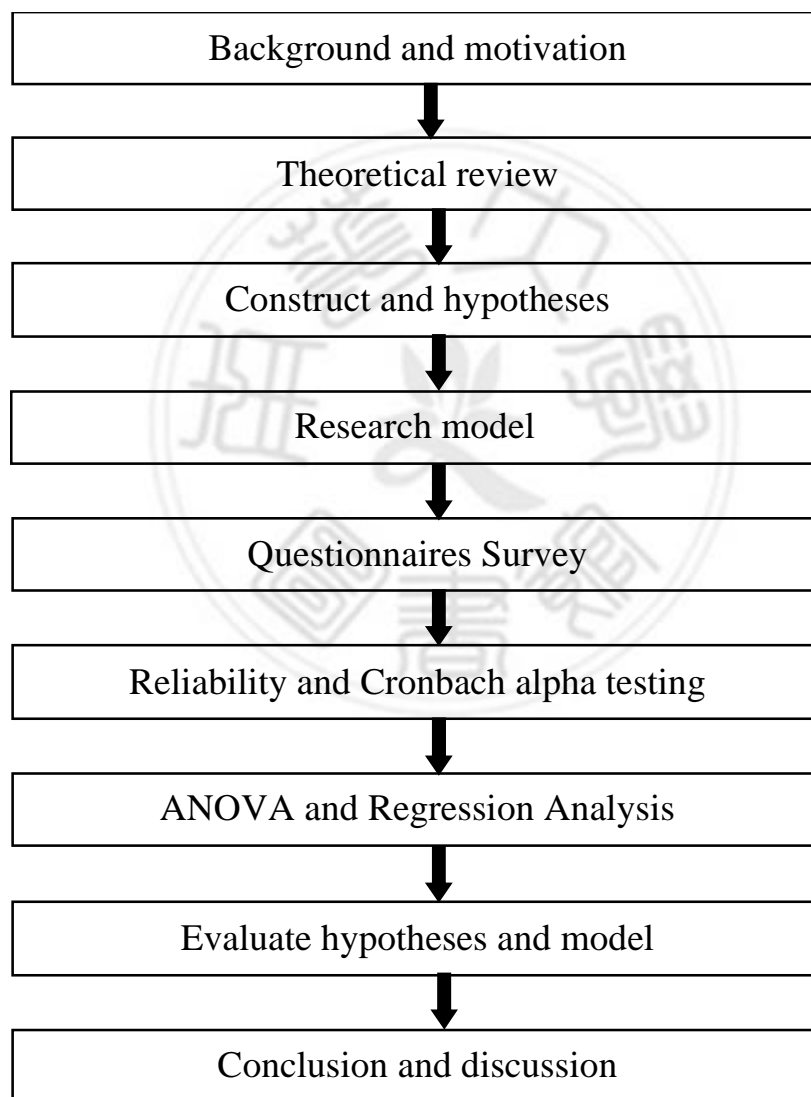 Background and motivation
Theoretical review
Construct and hypotheses
Research model
Questionnaires Survey
Reliability and Cronbach alpha testing
ANOVA and Regression Analysis
Evaluate hypotheses and model
Conclusion and discussion